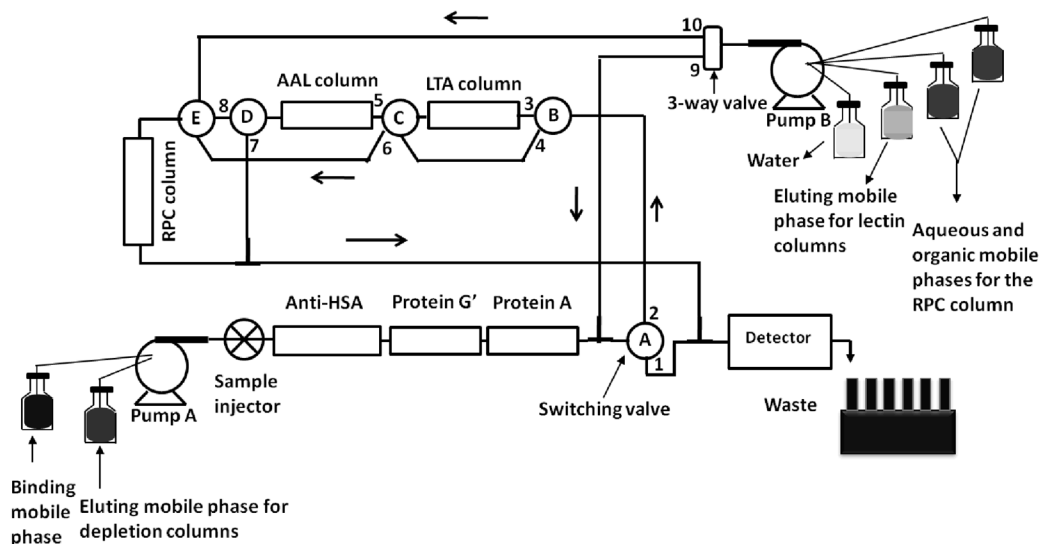 10
9
3-way valve
Pump B
AAL column
LTA column
E
8
D
7
5
C
6
3
B
4
RPC column
Water
Eluting mobile
phase for lectin
columns
Aqueous and
organic mobile
phases for the
RPC column
Anti-HSA
Protein G'
Protein A
2
A
1
Detector
Sample
injector
Pump A
Switching valve
Waste
Binding
mobile
phase
Eluting mobile phase for
depletion columns